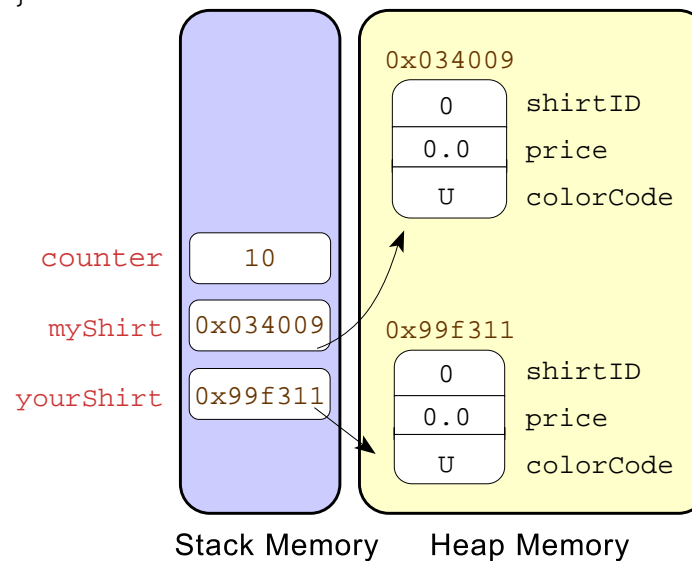 }
0x034009
0 shirtID
0.0 price
U colorCode
counter 10
myShirt 0x034009
0x99f311
0 shirtID
yourShirt 0x99f311
0.0 price
U colorCode
Stack Memory Heap Memory